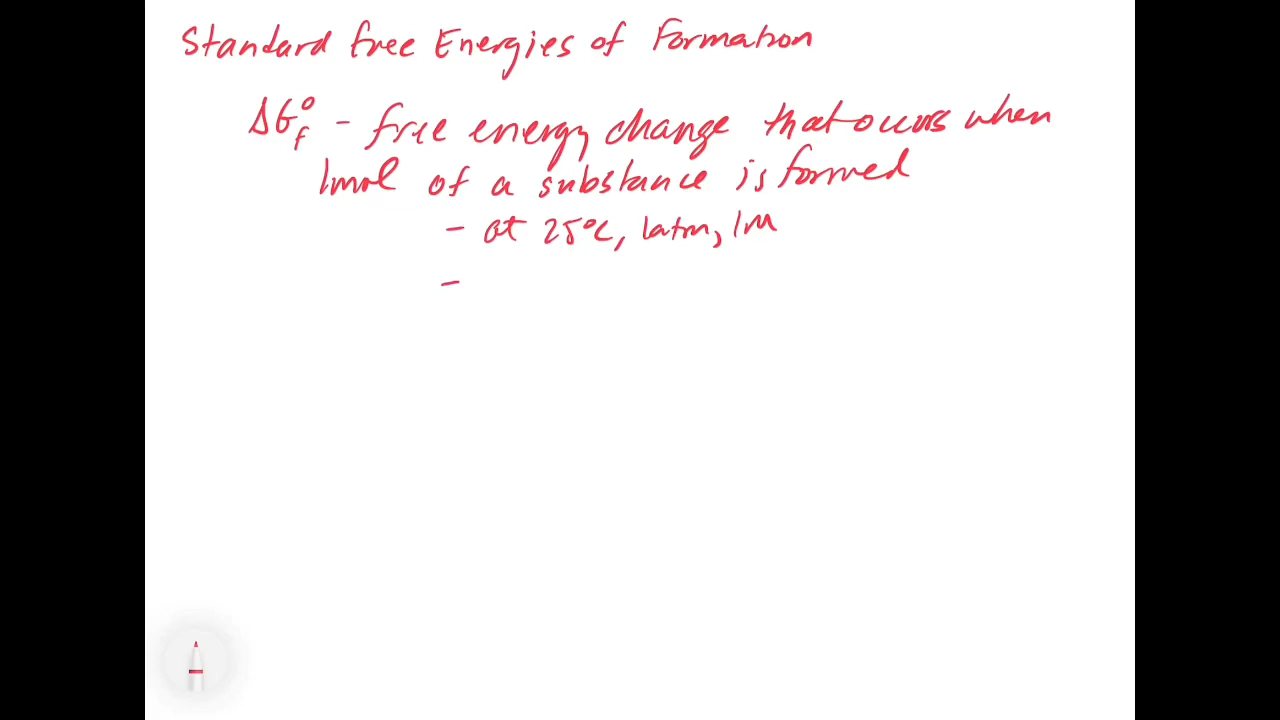 Standard free Energies of Formation
ΔG°f - free energy change that occurs when
1mol of a substance is formed
- at 25°C, 1atm, 1M
-